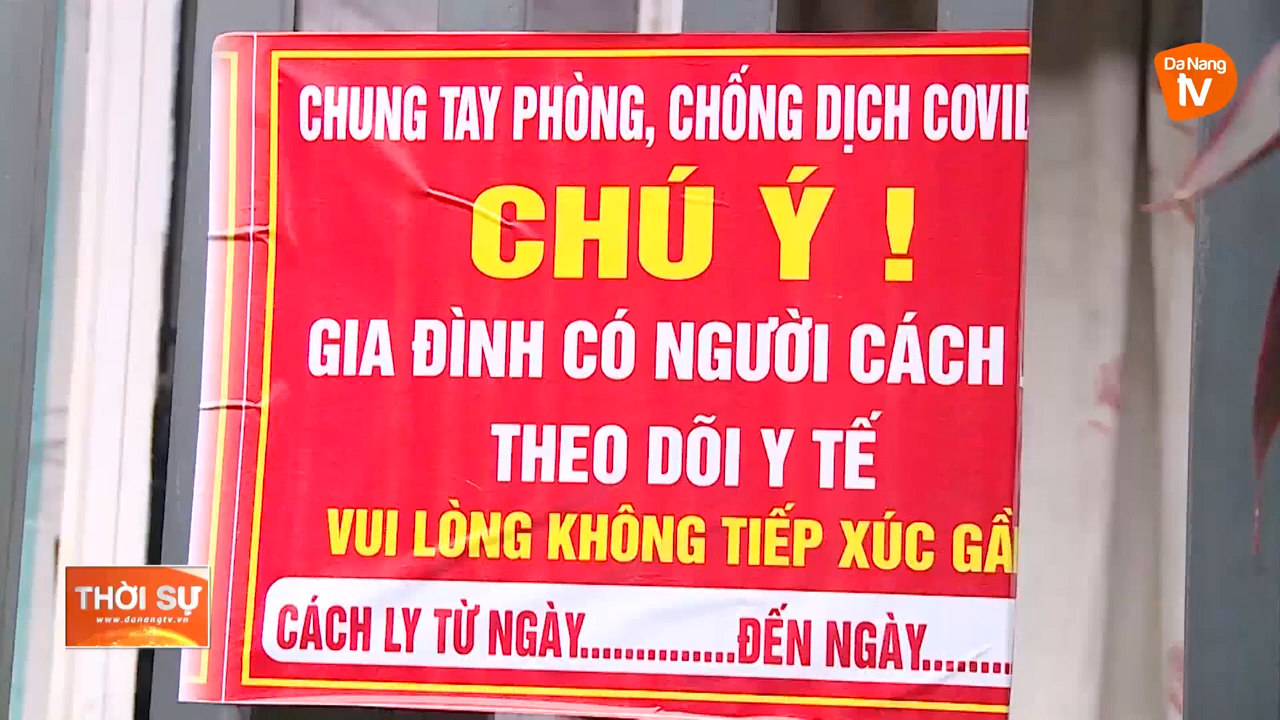 Da Nang
tv
CHUNG TAY PHÒNG, CHỐNG DỊCH COVID
CHÚ Ý !
GIA ĐÌNH CÓ NGƯỜI CÁCH
THEO DÕI Y TẾ
VUI LÒNG KHÔNG TIẾP XÚC GẦ
CÁCH LY TỪ NGÀY...............ĐẾN NGÀY.........
THỜI SỰ
www.danangtv.vn